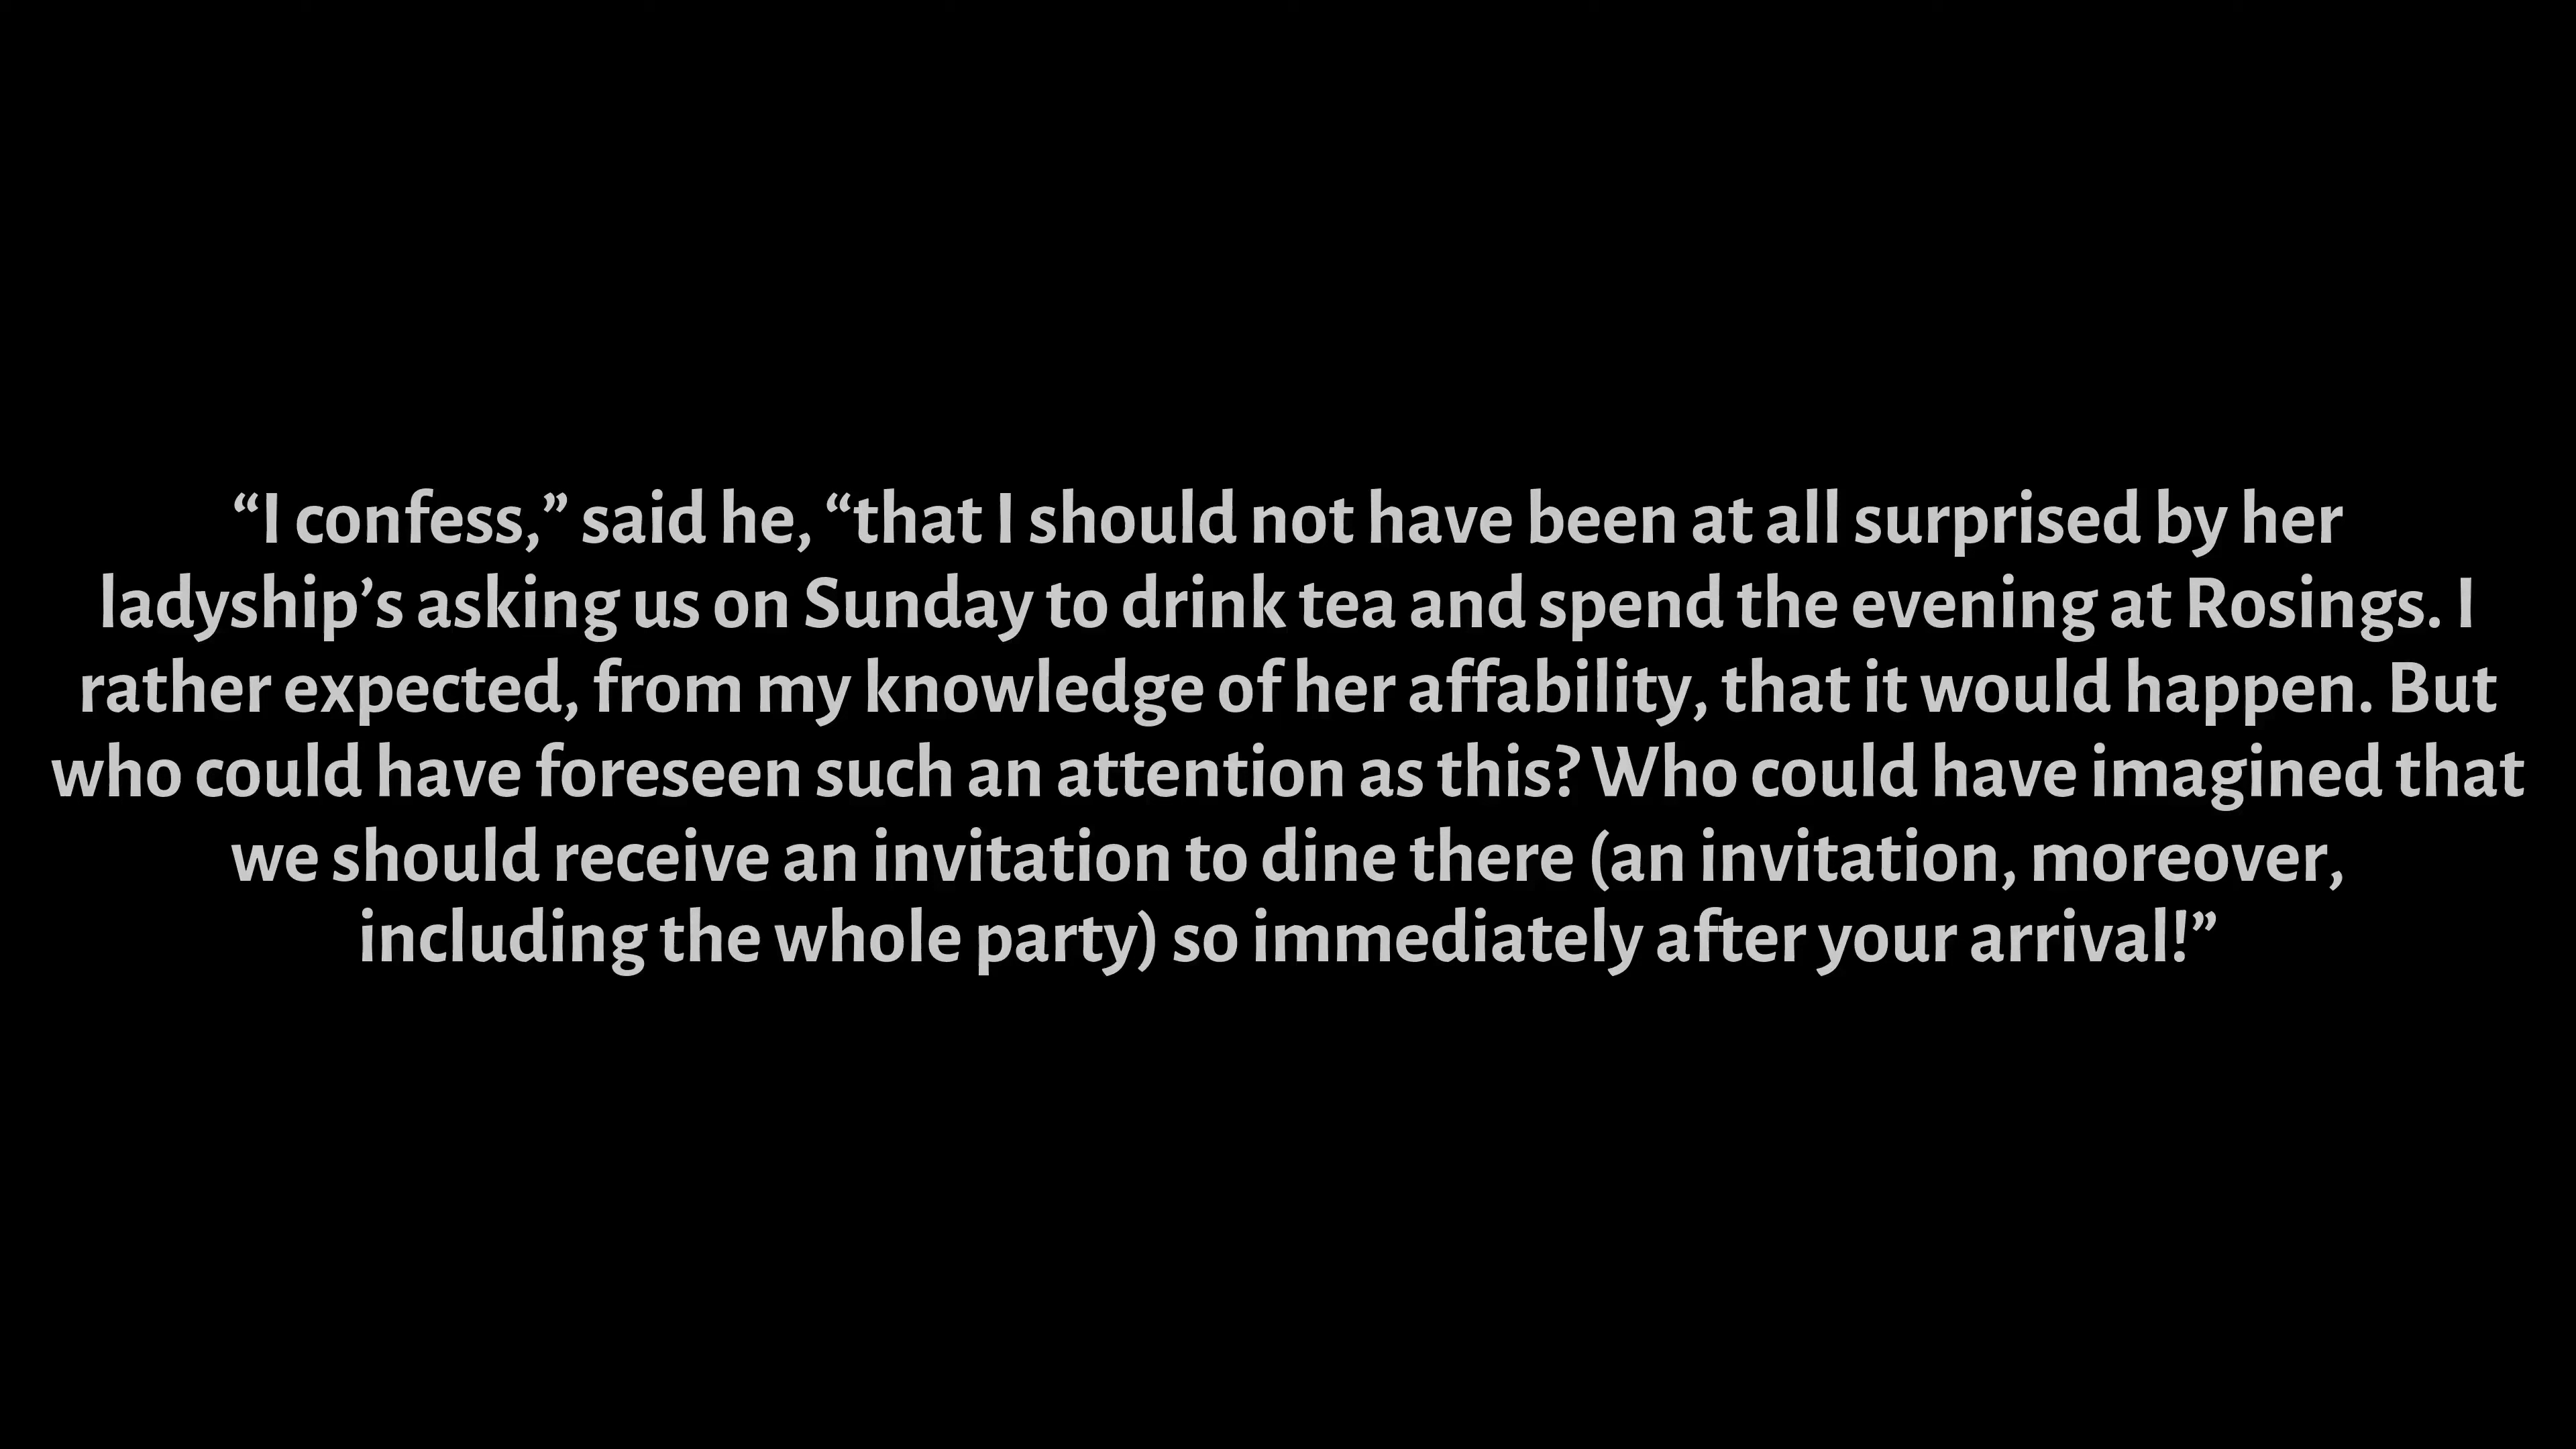 “I confess,” said he, “that I should not have been at all surprised by her
ladyship’s asking us on Sunday to drink tea and spend the evening at Rosings. I
rather expected, from my knowledge of her affability, that it would happen. But
who could have foreseen such an attention as this? Who could have imagined that
we should receive an invitation to dine there (an invitation, moreover,
including the whole party) so immediately after your arrival!”